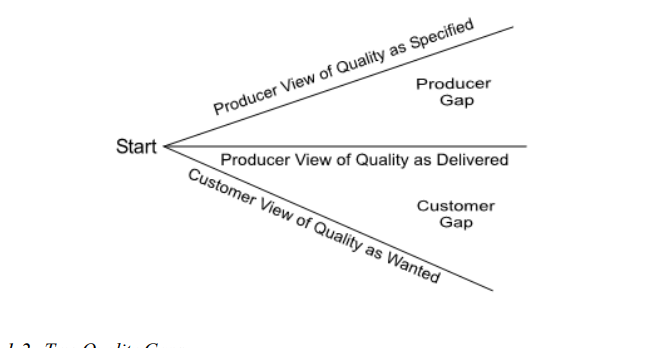 Producer View of Quality as Specified
Producer
Gap
Start
Producer View of Quality as Delivered
Customer View of Quality as Wanted
Customer
Gap